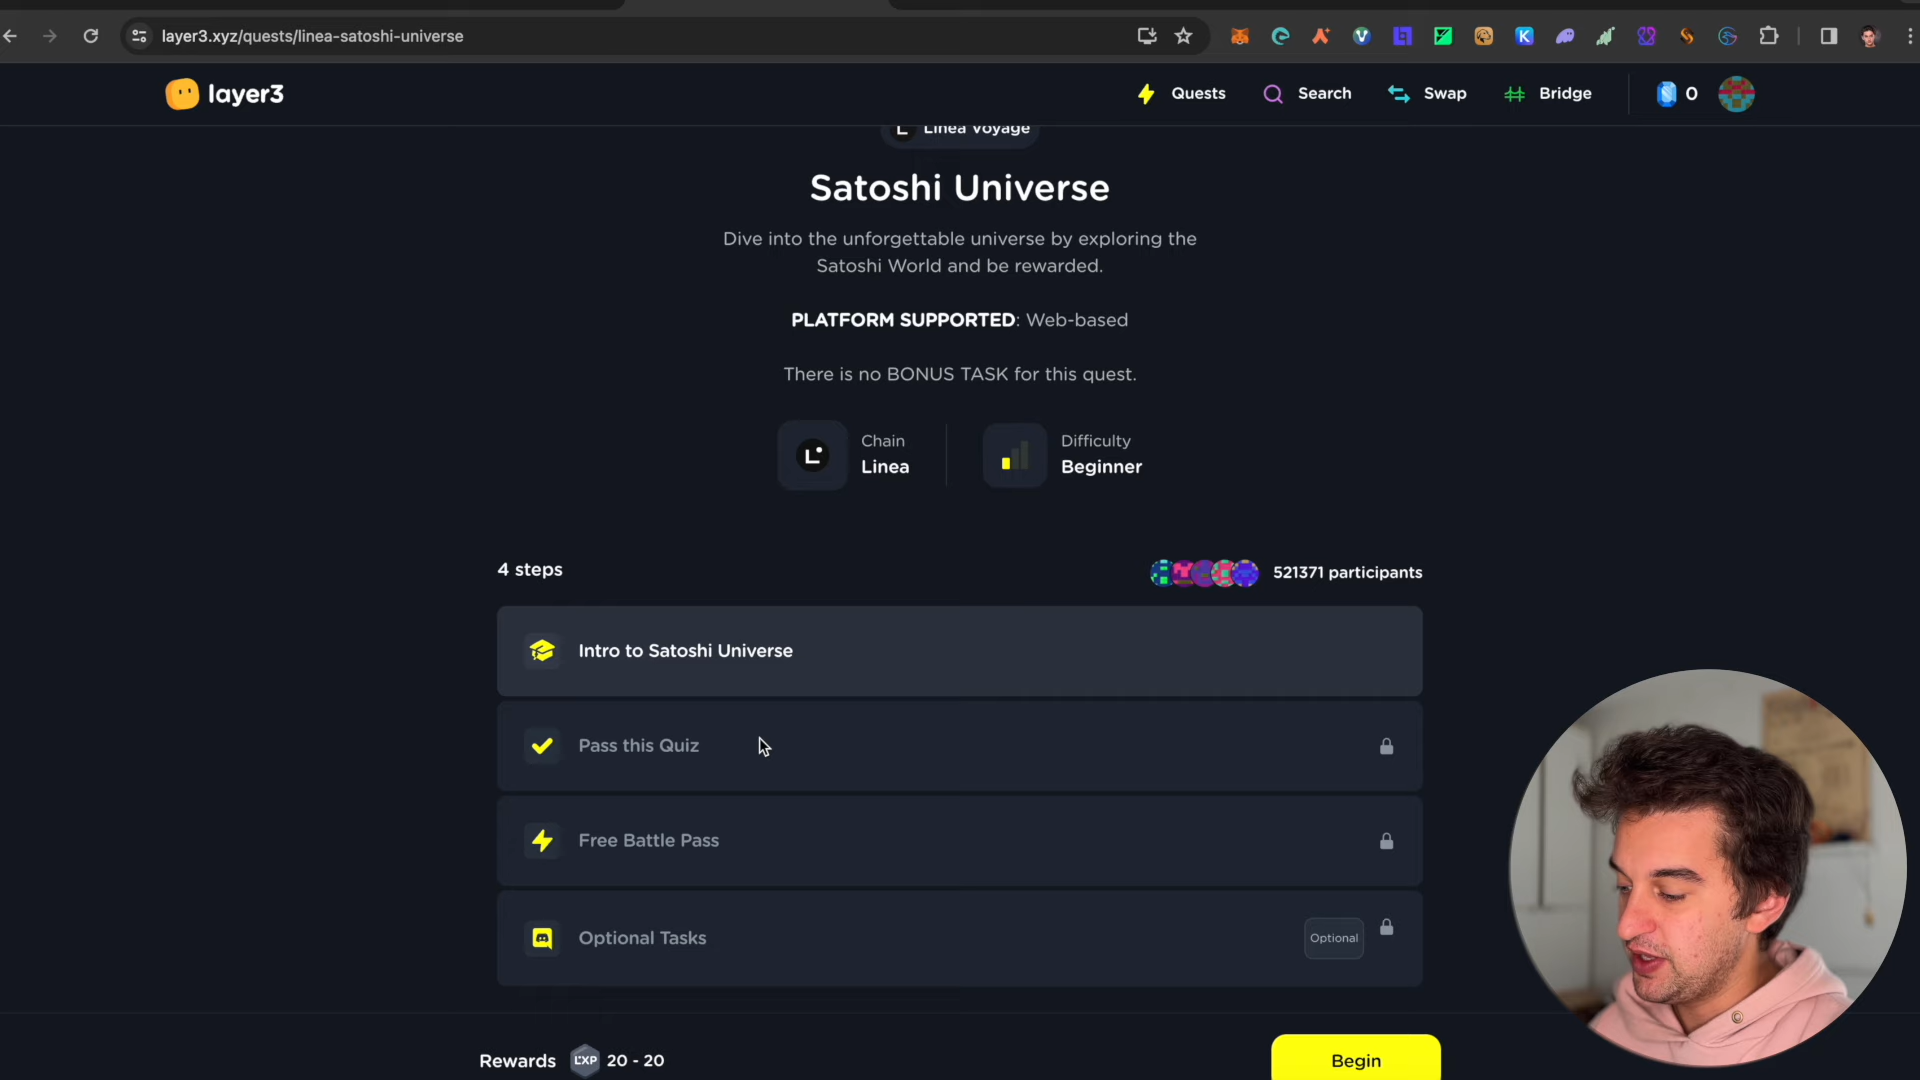 layer3.xyz/quests/linea-satoshi-universe
layer3
Quests
Search
Swap
Bridge
0
Linea Voyage
Satoshi Universe
Dive into the unforgettable universe by exploring the
Satoshi World and be rewarded.
PLATFORM SUPPORTED: Web-based
There is no BONUS TASK for this quest.
Chain
Linea
Difficulty
Beginner
4 steps
521371 participants
Intro to Satoshi Universe
Pass this Quiz
Free Battle Pass
Optional Tasks
Optional
Rewards
LXP
20 - 20
Begin